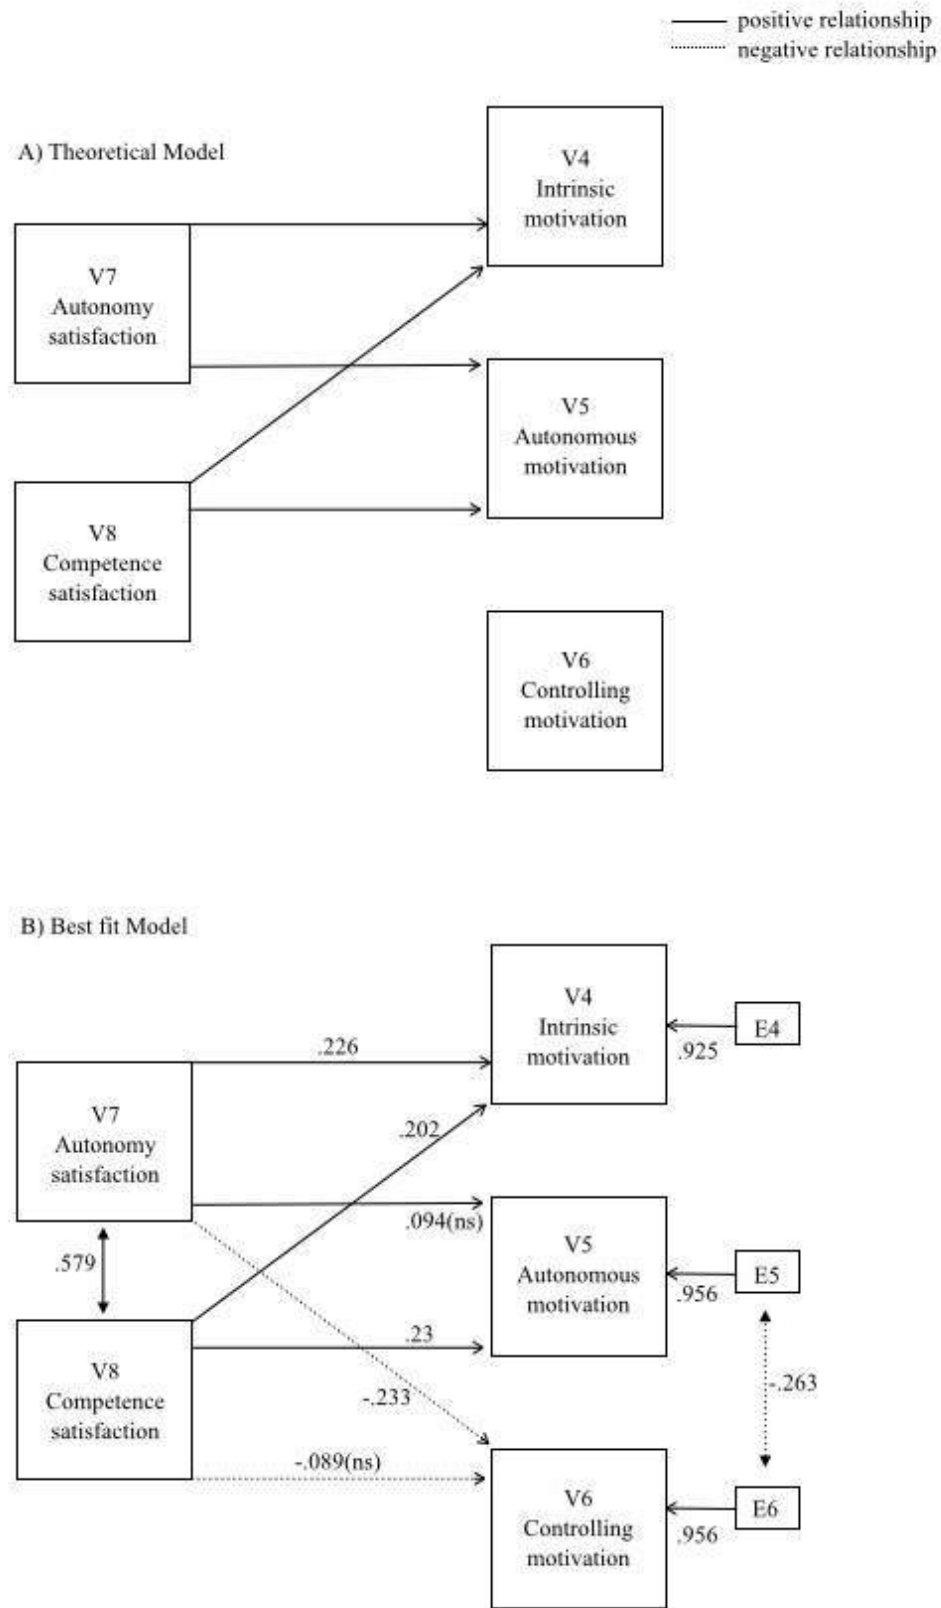 positive relationship
negative relationship
A) Theoretical Model
V4
Intrinsic
motivation
V7
Autonomy
satisfaction
V5
Autonomous
motivation
V8
Competence
satisfaction
V6
Controlling
motivation
B) Best fit Model
V4
Intrinsic
motivation
E4
.925
.226
V7
Autonomy
satisfaction
.202
.094(ns)
V5
Autonomous
motivation
E5
.956
.579
.23
V8
Competence
satisfaction
-.233
-.263
-.089(ns)
V6
Controlling
motivation
E6
.956